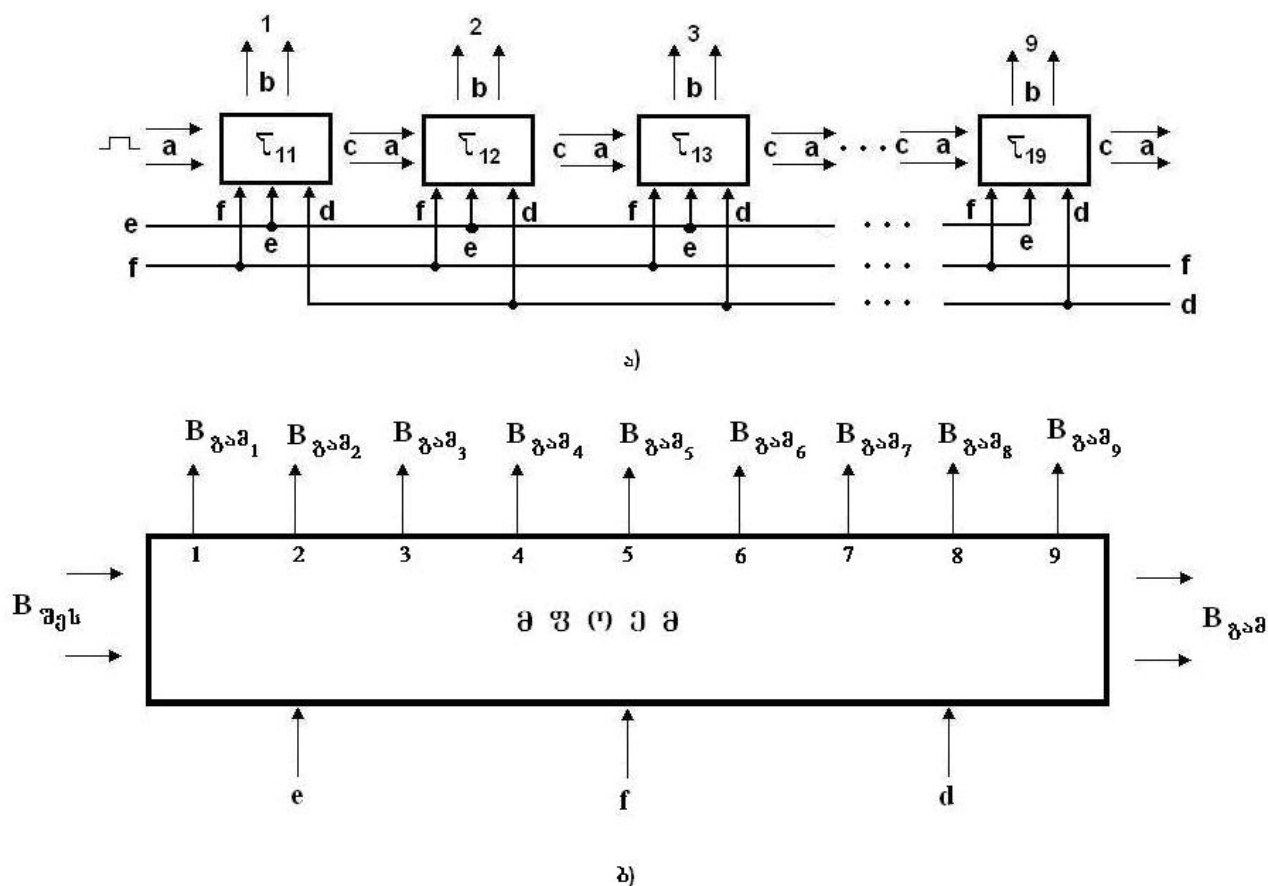 1 2 3 9
b b b b
a τ11 c a τ12 c a τ13 c a · · · c a τ19 c a
f d f d f d f d
e e e e e
f f
d
ა)
Bგამ1 Bგამ2 Bგამ3 Bგამ4 Bგამ5 Bგამ6 Bგამ7 Bგამ8 Bგამ9
1 2 3 4 5 6 7 8 9
Bშეს მ ფ ო ე მ Bგამ
e f d
ბ)